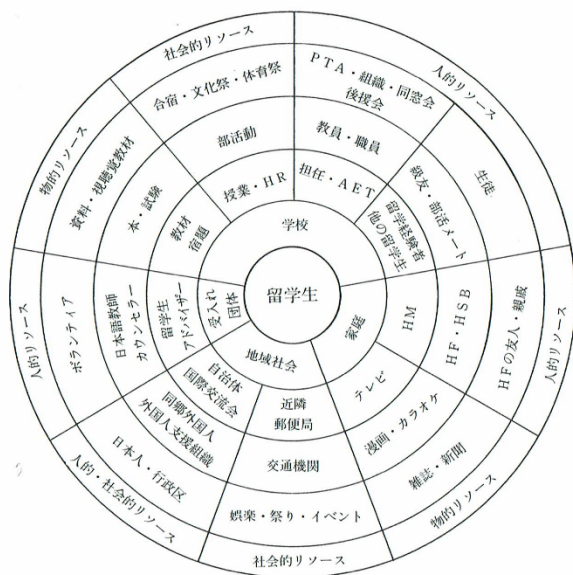 社会的リソース
人的リソース
合宿・文化祭・体育祭
PTA・組織・同窓会
後援会
部活動
教員・職員
生徒
授業・HR
担任・AET
級友・部活メート
留学経験者
他の留学生
物的リソース
資料・視聴覚教材
本・試験
教材
宿題
学校
留学生
家庭
地域社会
受入れ
団体
人的リソース
ボランティア
日本語教師
カウンセラー
留学生
アドバイザー
HM
HF・HSB
HFの友人・親戚
人的リソース
テレビ
漫画・カラオケ
雑誌・新聞
物的リソース
自治体
国際交流会
同郷外国人
外国人支援組織
日本人・行政区
人的・社会的リソース
近隣
郵便局
交通機関
娯楽・祭り・イベント
社会的リソース